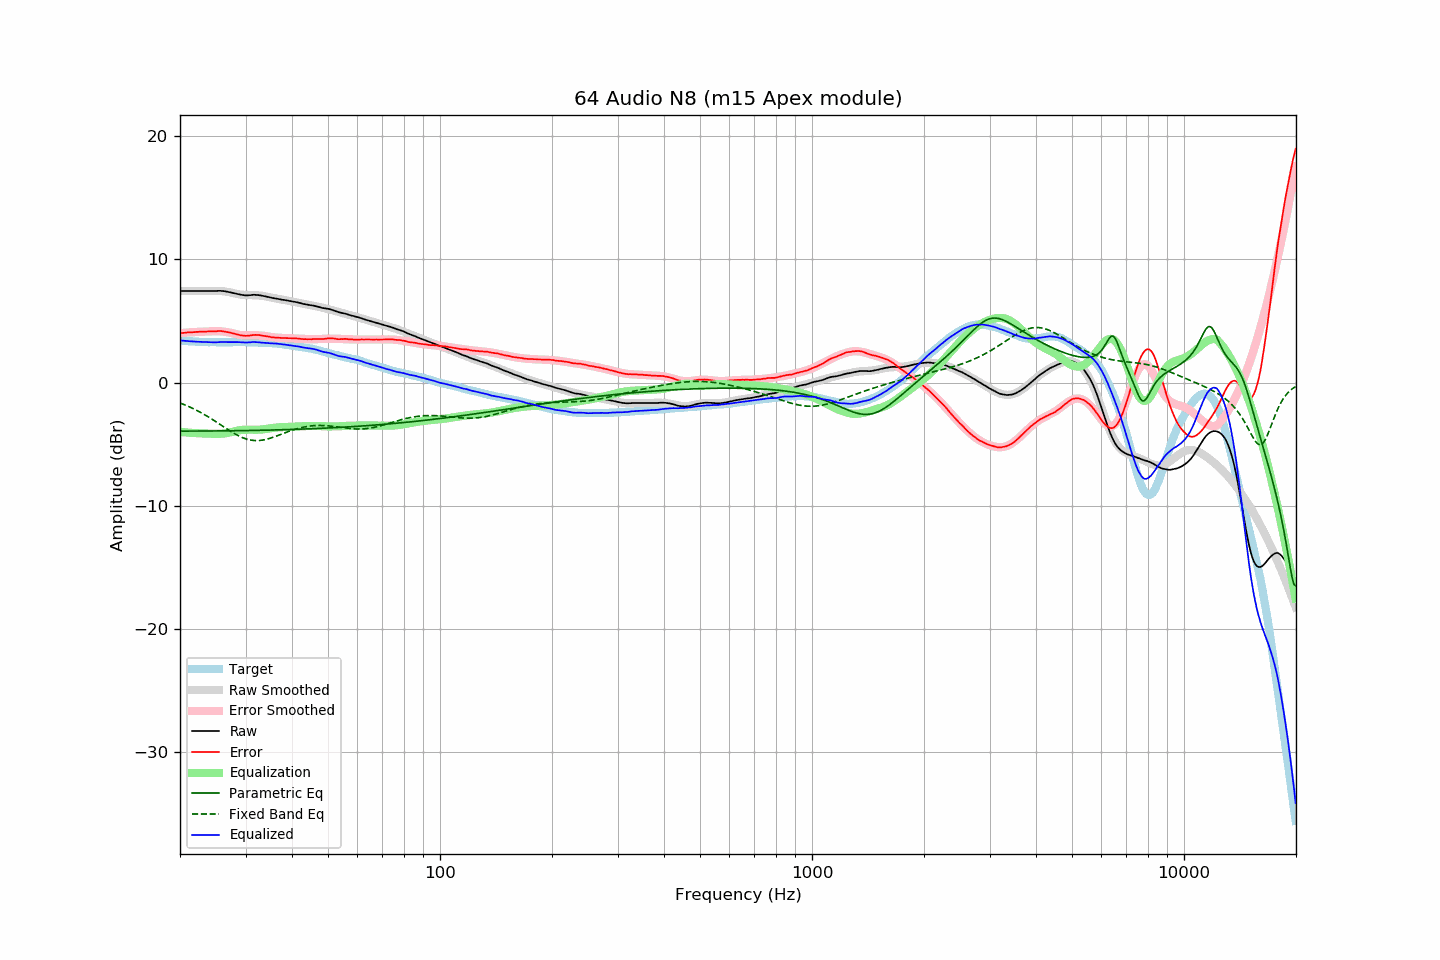 64 Audio N8 (m15 Apex module)
20
10
0
−10
−20
−30
Amplitude (dBr)
Target
Raw Smoothed
Error Smoothed
Raw
Error
Equalization
Parametric Eq
Fixed Band Eq
Equalized
100
1000
10000
Frequency (Hz)